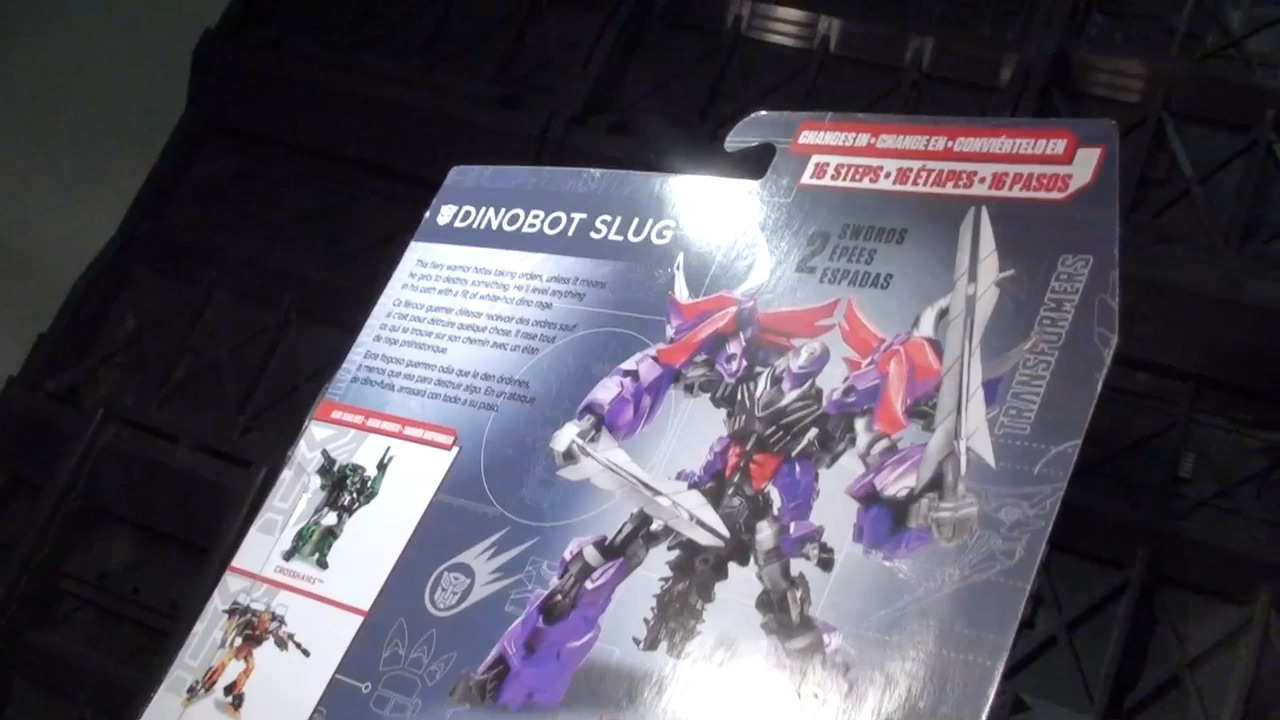 CHANGES IN • CHANGE EN • CONVIÉRTELO EN
16 STEPS • 16 ÉTAPES • 16 PASOS
DINOBOT SLUG
2 SWORDS
ÉPÉES
ESPADAS
TRANSFORMERS
This fiery warrior hates taking orders, unless it means
he gets to destroy something. He'll level anything
in his path with a fit of white-hot dino rage.
Ce féroce guerrier déteste recevoir des ordres sauf
si c'est pour détruire quelque chose. Il rase tout
ce qui se trouve sur son chemin avec un élan
de rage préhistorique.
Este fogoso guerrero odia que le den órdenes,
a menos que sea para destruir algo. En un ataque
de dino-furia, arrasará con todo a su paso.
CROSSHAIRS™